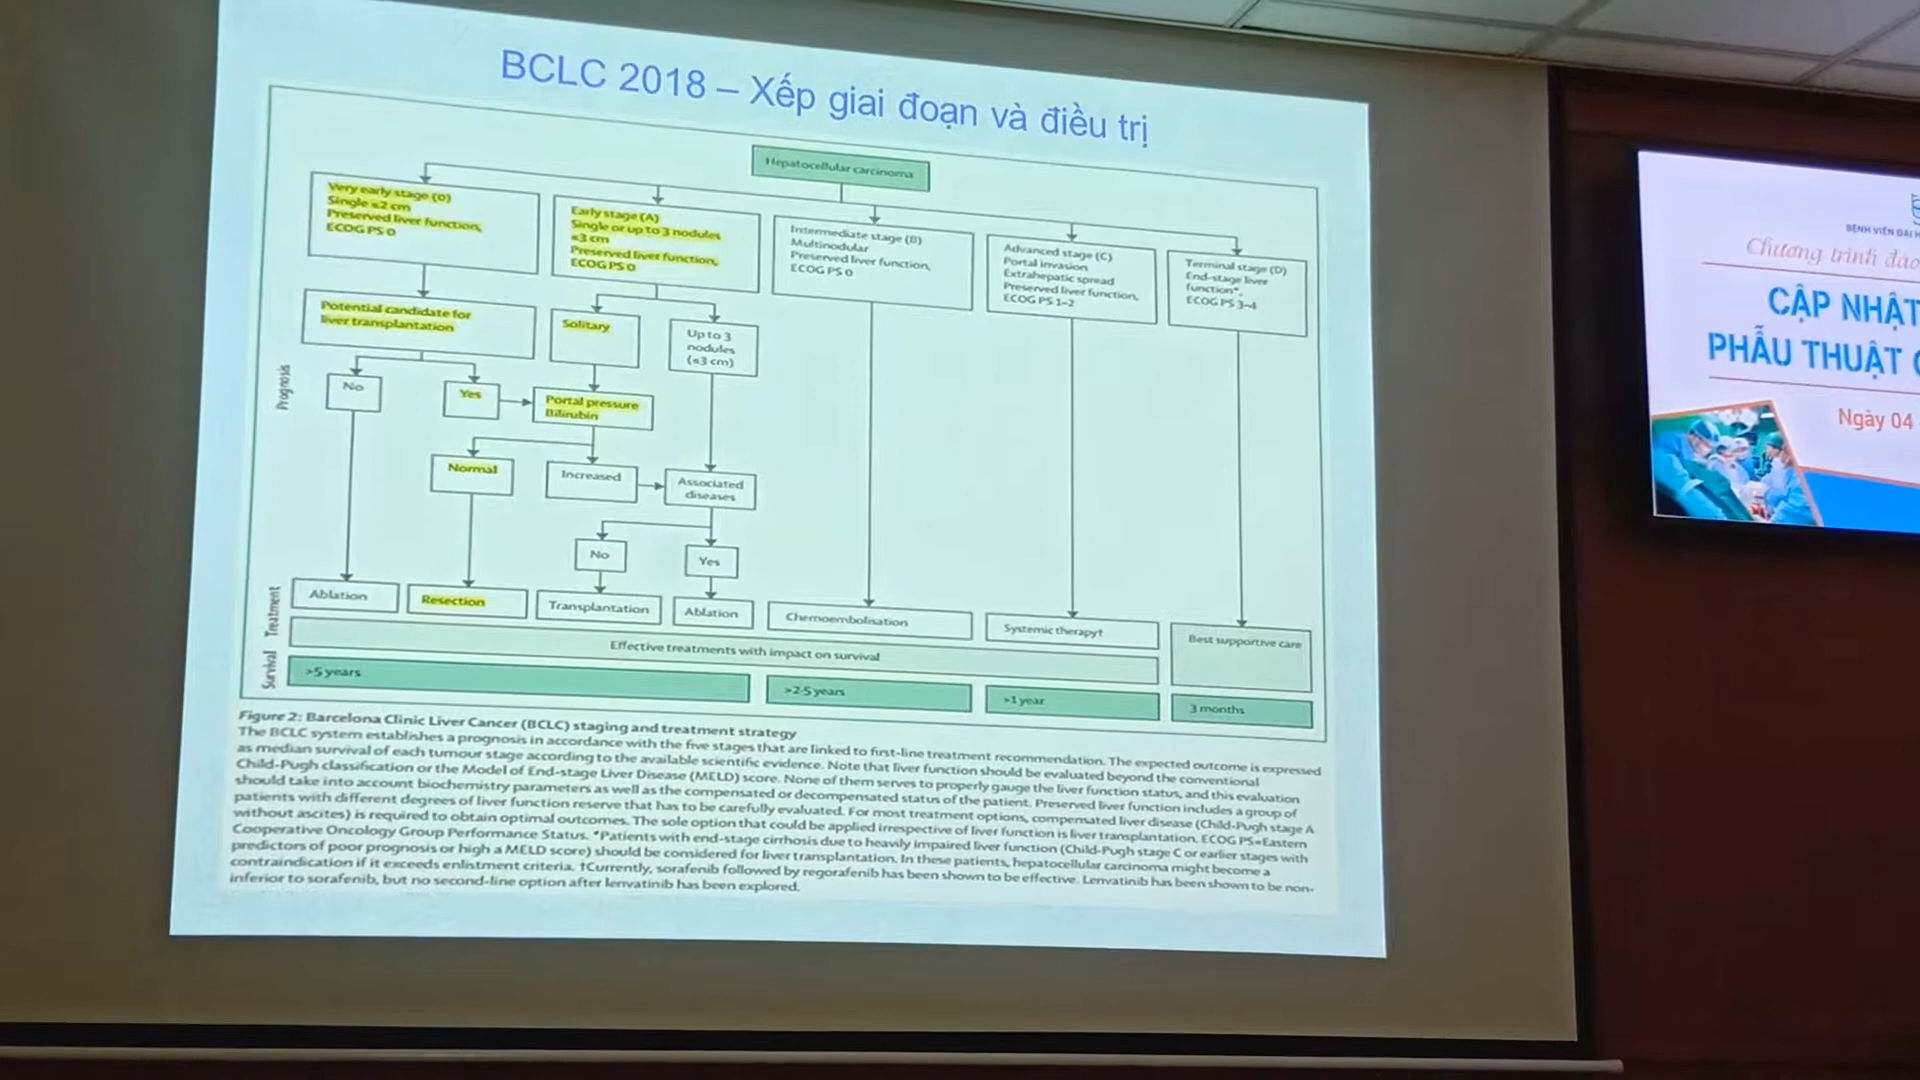 BCLC 2018 – Xếp giai đoạn và điều trị
Hepatocellular carcinoma
Very early stage (0)
Single ≤2 cm
Preserved liver function,
ECOG PS 0
Early stage (A)
Single or up to 3 nodules
≤3 cm
Preserved liver function,
ECOG PS 0
Intermediate stage (B)
Multinodular
Preserved liver function,
ECOG PS 0
Advanced stage (C)
Portal invasion
Extrahepatic spread
Preserved liver function,
ECOG PS 1–2
Terminal stage (D)
End-stage liver
function*,
ECOG PS 3–4
Potential candidate for
liver transplantation
Solitary
Up to 3
nodules
(≤3 cm)
Prognosis
No
Yes
Portal pressure
Bilirubin
Normal
Increased
Associated
diseases
No
Yes
Treatment
Ablation
Resection
Transplantation
Ablation
Chemoembolisation
Systemic therapy†
Best supportive care
Effective treatments with impact on survival
Survival
>5 years
>2·5 years
>1 year
3 months
Figure 2: Barcelona Clinic Liver Cancer (BCLC) staging and treatment strategy
The BCLC system establishes a prognosis in accordance with the five stages that are linked to first-line treatment recommendation. The expected outcome is expressed
as median survival of each tumour stage according to the available scientific evidence. Note that liver function should be evaluated beyond the conventional
Child-Pugh classification or the Model of End-stage Liver Disease (MELD) score. None of them serves to properly gauge the liver function status, and this evaluation
should take into account biochemistry parameters as well as the compensated or decompensated status of the patient. Preserved liver function includes a group of
patients with different degrees of liver function reserve that has to be carefully evaluated. For most treatment options, compensated liver disease (Child-Pugh stage A
without ascites) is required to obtain optimal outcomes. The sole option that could be applied irrespective of liver function is liver transplantation. ECOG PS=Eastern
Cooperative Oncology Group Performance Status. *Patients with end-stage cirrhosis due to heavily impaired liver function (Child-Pugh stage C or earlier stages with
predictors of poor prognosis or high a MELD score) should be considered for liver transplantation. In these patients, hepatocellular carcinoma might become a
contraindication if it exceeds enlistment criteria. †Currently, sorafenib followed by regorafenib has been shown to be effective. Lenvatinib has been shown to be non-
inferior to sorafenib, but no second-line option after lenvatinib has been explored.
BỆNH VIỆN ĐẠI H
Chương trình đào
CẬP NHẬT
PHẪU THUẬT
Ngày 04